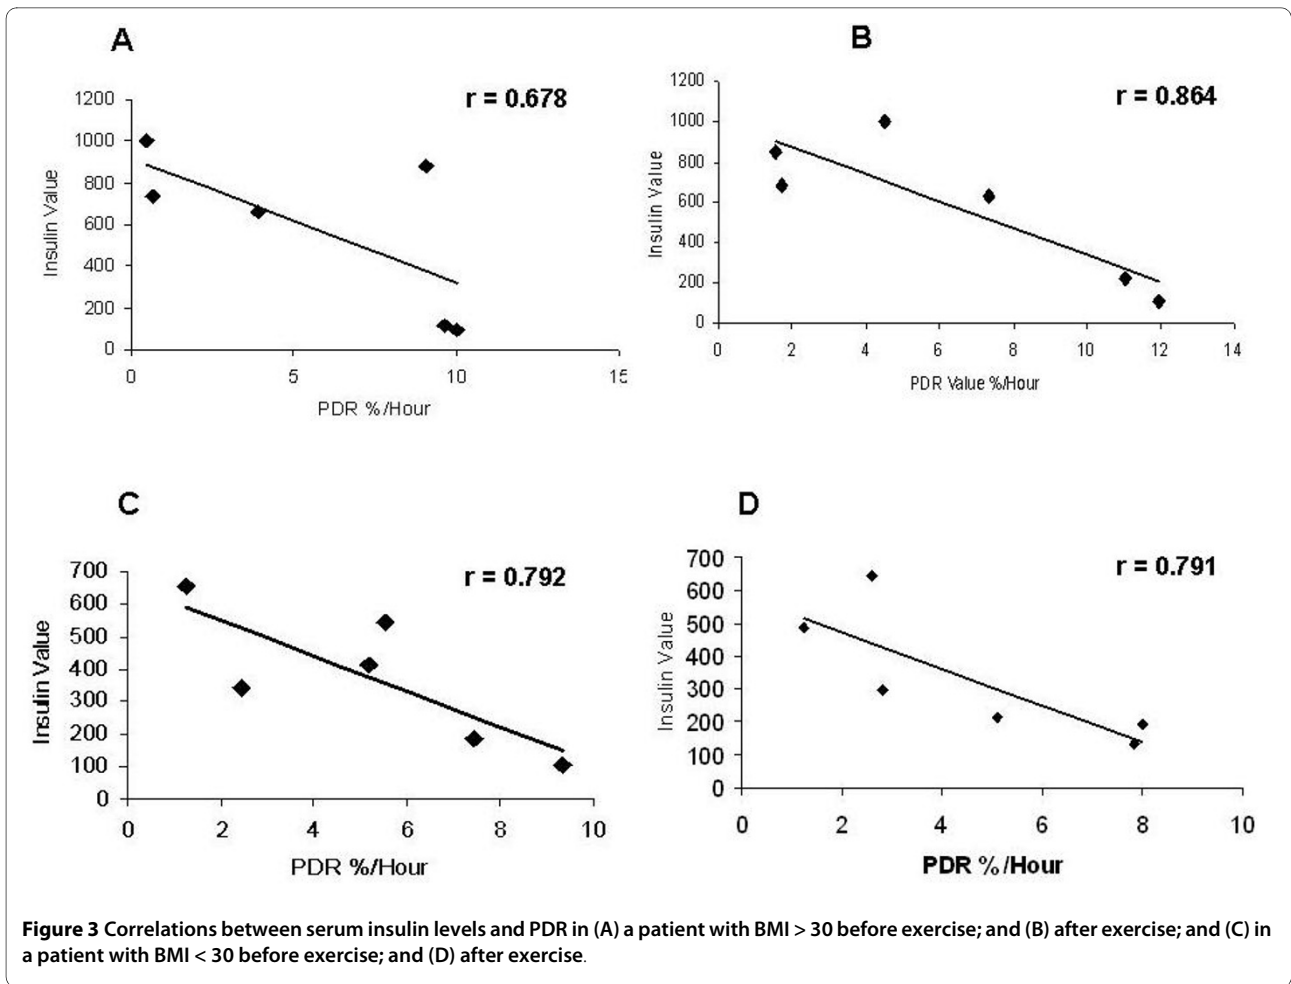 A
r = 0.678
1200
1000
800
600
400
200
0
0 5 10
Insulin Value
PDR %/Hour
B
r = 0.864
1200
1000
800
600
400
200
0
0 2 4 6 8 10 12 14
Insulin Value
PDR Value %/Hour
C
r = 0.792
700
600
500
400
300
200
100
0
0 2 4 6 8 10
Insulin Value
PDR %/Hour
D
r = 0.791
700
600
500
400
300
200
100
0
0 2 4 6 8 10
Insulin Value
PDR %/Hour
Figure 3 Correlations between serum insulin levels and PDR in (A) a patient with BMI > 30 before exercise; and (B) after exercise; and (C) in
a patient with BMI < 30 before exercise; and (D) after exercise.